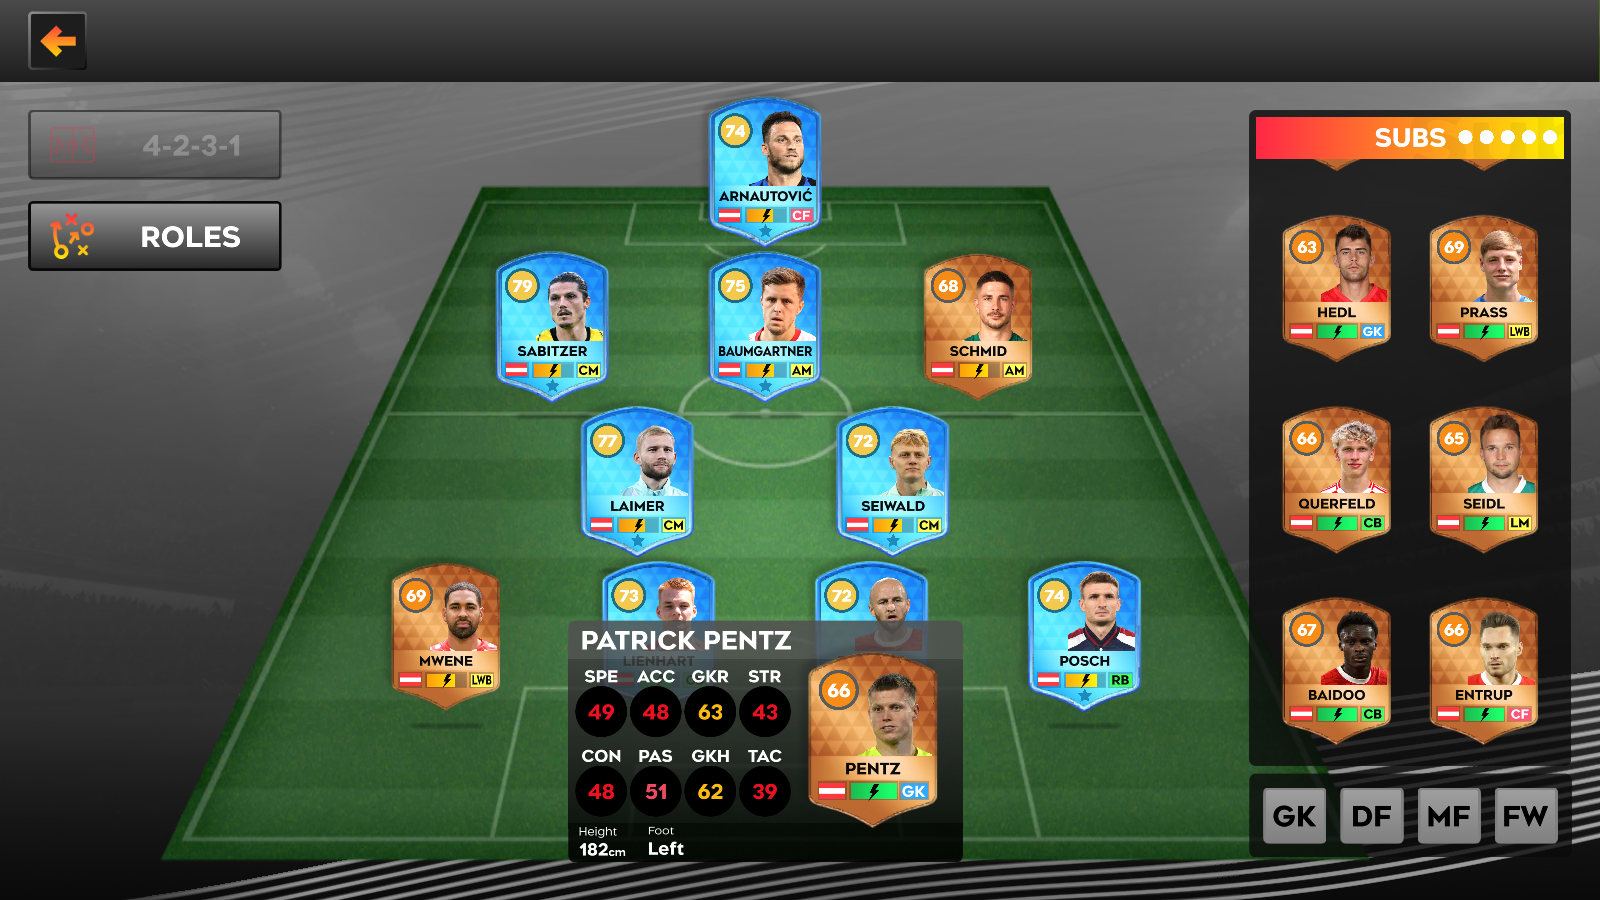 4-2-3-1
ROLES
74
ARNAUTOVIĆ
CF
79
SABITZER
CM
75
BAUMGARTNER
AM
68
SCHMID
AM
77
LAIMER
CM
72
SEIWALD
CM
69
MWENE
LWB
73
LIENHART
72
74
POSCH
RB
PATRICK PENTZ
SPE ACC GKR STR
49 48 63 43
CON PAS GKH TAC
48 51 62 39
Height Foot
182cm Left
66
PENTZ
GK
SUBS
63
HEDL
GK
69
PRASS
LWB
66
QUERFELD
CB
65
SEIDL
LM
67
BAIDOO
CB
66
ENTRUP
CF
GK DF MF FW